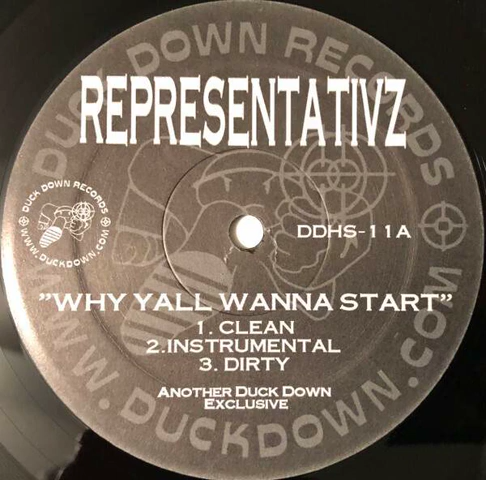 DUCK DOWN RECORDS
REPRESENTATIVZ
DUCK DOWN RECORDS
WWW.DUCKDOWN.COM
DDHS-11A
"WHY YALL WANNA START"
1. CLEAN
2.INSTRUMENTAL
3. DIRTY
ANOTHER DUCK DOWN
EXCLUSIVE
WWW.DUCKDOWN.COM